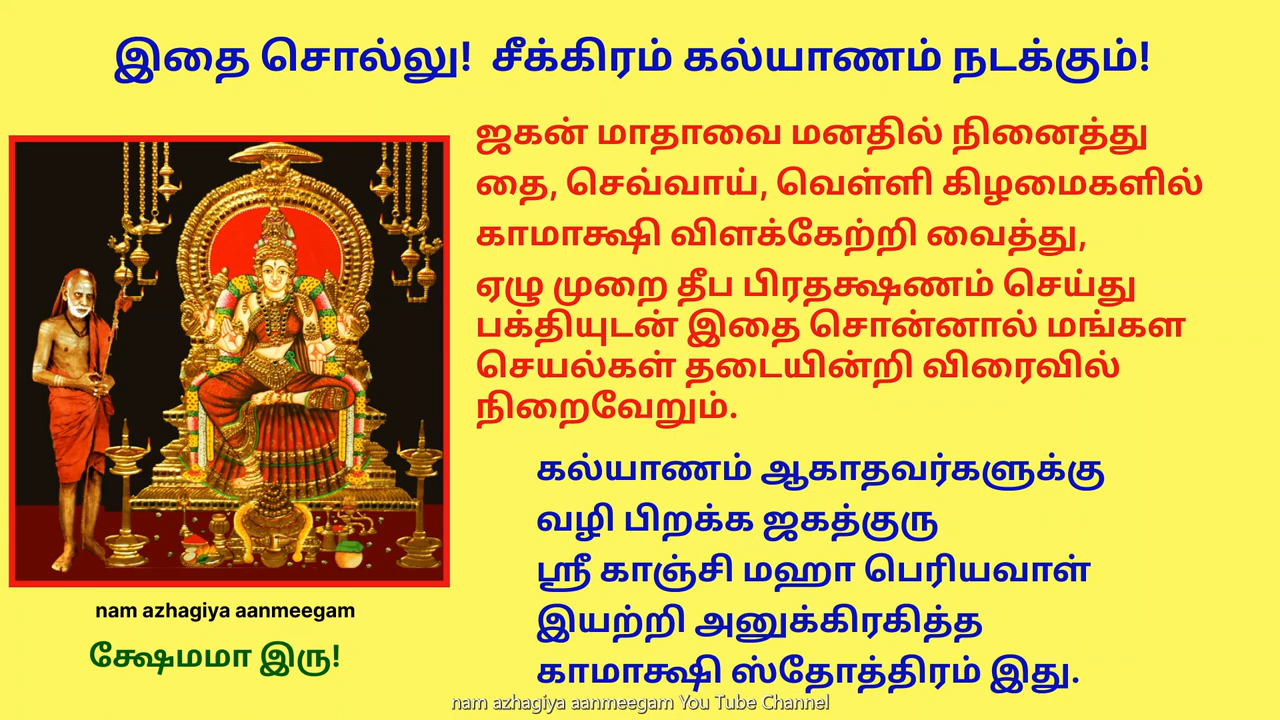 இதை சொல்லு! சீக்கிரம் கல்யாணம் நடக்கும்!
ஜகன் மாதாவை மனதில் நினைத்து
தை, செவ்வாய், வெள்ளி கிழமைகளில்
காமாக்ஷி விளக்கேற்றி வைத்து,
ஏழு முறை தீப பிரதக்ஷணம் செய்து
பக்தியுடன் இதை சொன்னால் மங்கள
செயல்கள் தடையின்றி விரைவில்
நிறைவேறும்.
கல்யாணம் ஆகாதவர்களுக்கு
வழி பிறக்க ஜகத்குரு
ஸ்ரீ காஞ்சி மஹா பெரியவாள்
இயற்றி அனுக்கிரகித்த
காமாக்ஷி ஸ்தோத்திரம் இது.
nam azhagiya aanmeegam
க்ஷேமமா இரு!
nam azhagiya aanmeegam You Tube Channel